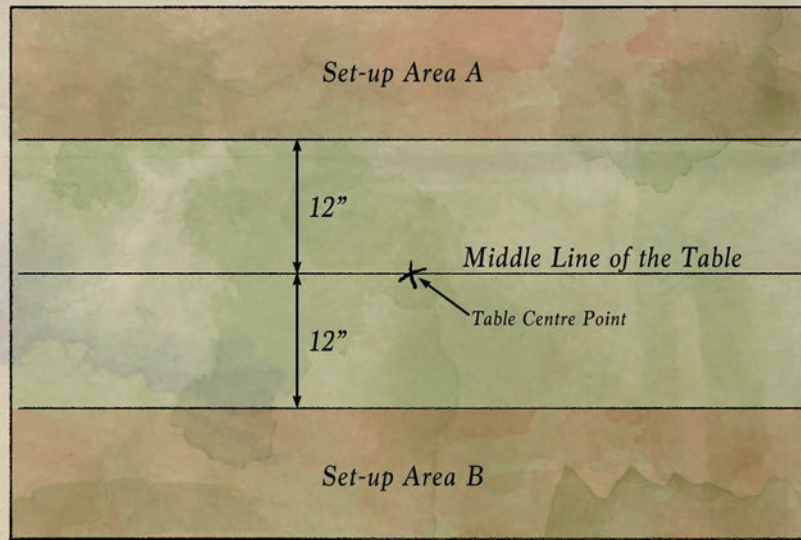 Set-up Area A
12”
Middle Line of the Table
Table Centre Point
12”
Set-up Area B